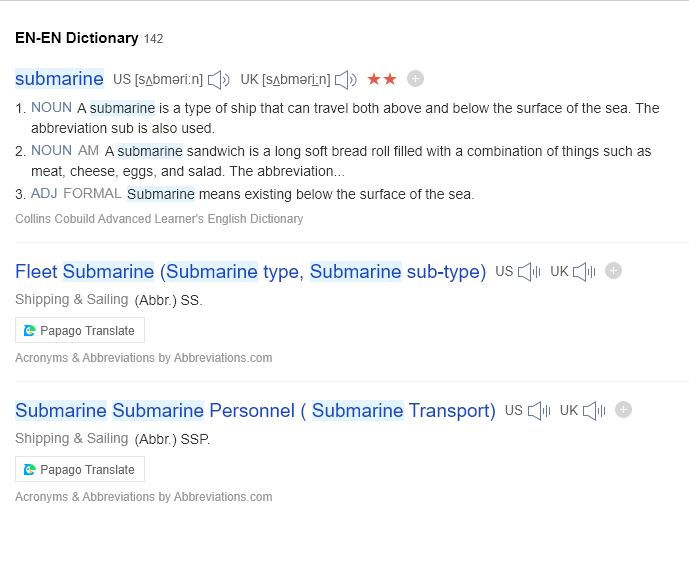 EN-EN Dictionary 142
submarine US [sʌbməriːn] UK [sʌbməriːn] ★★
1. NOUN A submarine is a type of ship that can travel both above and below the surface of the sea. The
abbreviation sub is also used.
2. NOUN AM A submarine sandwich is a long soft bread roll filled with a combination of things such as
meat, cheese, eggs, and salad. The abbreviation...
3. ADJ FORMAL Submarine means existing below the surface of the sea.
Collins Cobuild Advanced Learner's English Dictionary
Fleet Submarine (Submarine type, Submarine sub-type) US UK
Shipping & Sailing (Abbr.) SS.
Papago Translate
Acronyms & Abbreviations by Abbreviations.com
Submarine Submarine Personnel ( Submarine Transport) US UK
Shipping & Sailing (Abbr.) SSP.
Papago Translate
Acronyms & Abbreviations by Abbreviations.com